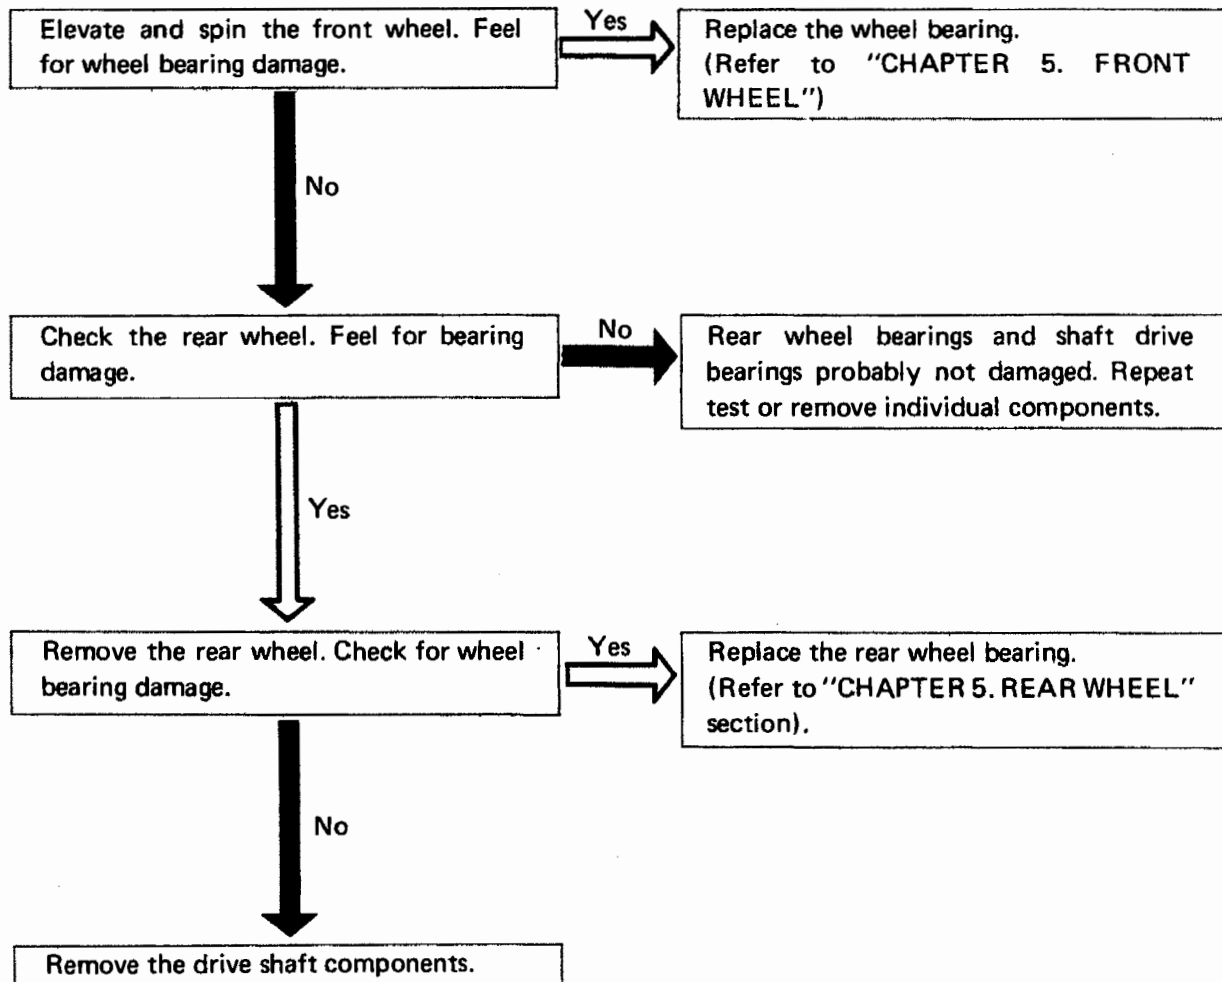 Elevate and spin the front wheel. Feel
for wheel bearing damage.
Yes
Replace the wheel bearing.
(Refer to "CHAPTER 5. FRONT
WHEEL")
No
Check the rear wheel. Feel for bearing
damage.
No
Rear wheel bearings and shaft drive
bearings probably not damaged. Repeat
test or remove individual components.
Yes
Remove the rear wheel. Check for wheel
bearing damage.
Yes
Replace the rear wheel bearing.
(Refer to "CHAPTER 5. REAR WHEEL"
section).
No
Remove the drive shaft components.